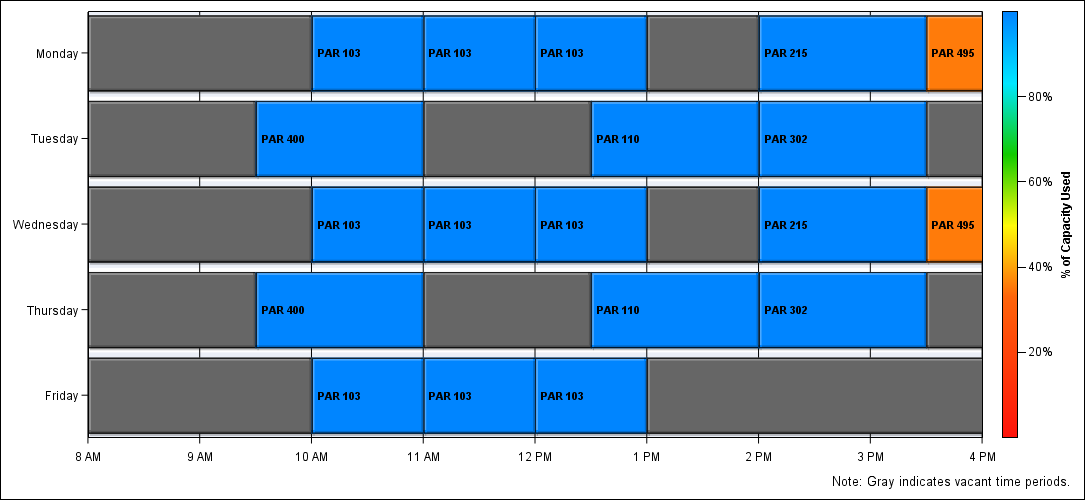 Monday PAR 103 PAR 103 PAR 103 PAR 215 PAR 495
Tuesday PAR 400 PAR 110 PAR 302
Wednesday PAR 103 PAR 103 PAR 103 PAR 215 PAR 495
Thursday PAR 400 PAR 110 PAR 302
Friday PAR 103 PAR 103 PAR 103
8 AM 9 AM 10 AM 11 AM 12 PM 1 PM 2 PM 3 PM 4 PM
80%
60%
40%
20%
% of Capacity Used
Note: Gray indicates vacant time periods.